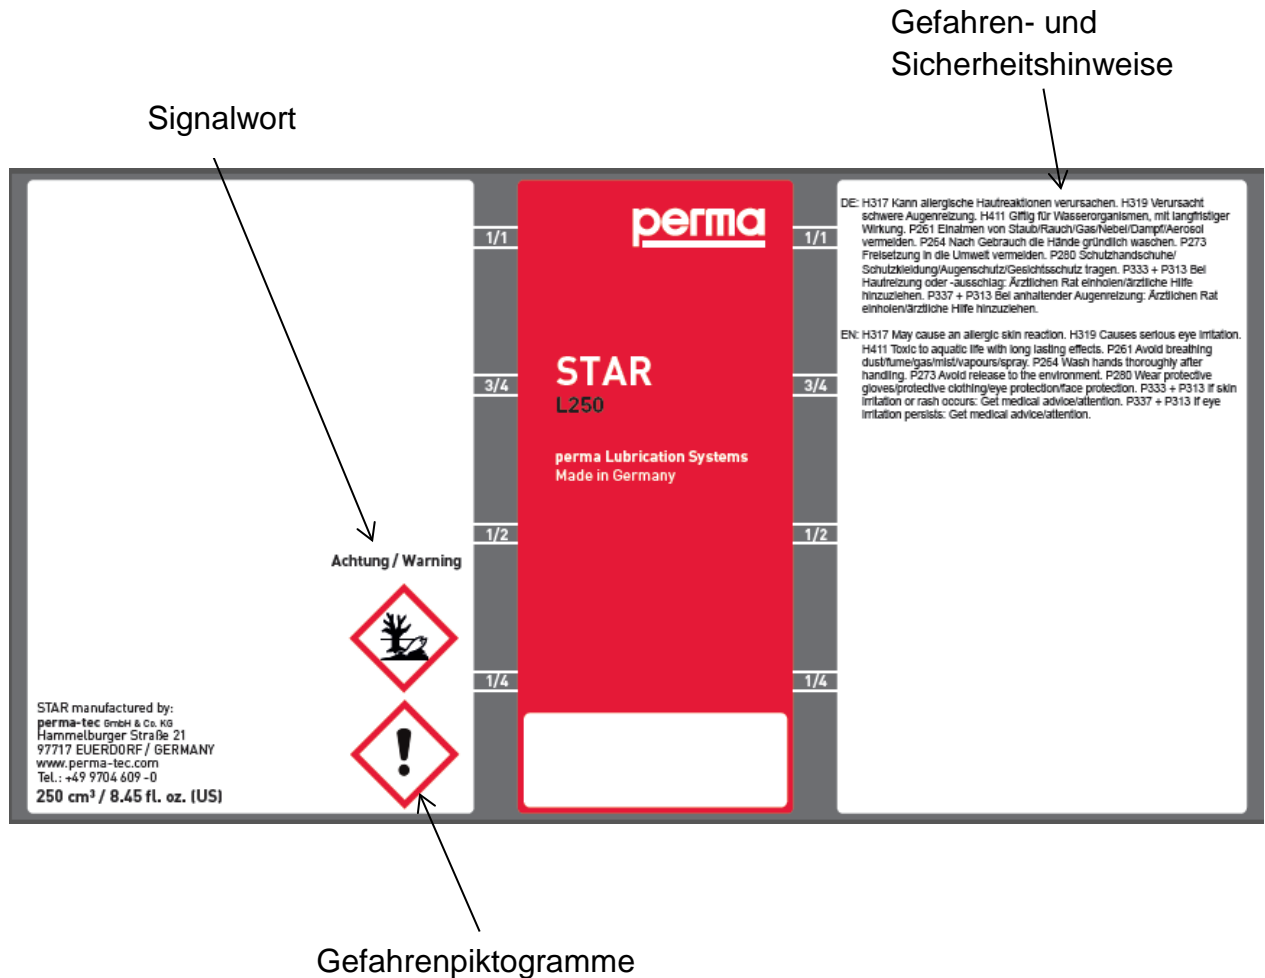 Gefahren- und
Sicherheitshinweise
Signalwort
perma
1/1
1/1
STAR
L250
3/4
3/4
perma Lubrication Systems
Made in Germany
1/2
1/2
1/4
1/4
Achtung / Warning
STAR manufactured by:
perma-tec GmbH & Co. KG
Hammelburger Straße 21
97717 EUERDORF / GERMANY
www.perma-tec.com
Tel.: +49 9704 609 -0
250 cm³ / 8.45 fl. oz. (US)
DE: H317 Kann allergische Hautreaktionen verursachen. H319 Verursacht
schwere Augenreizung. H411 Giftig für Wasserorganismen, mit langfristiger
Wirkung. P261 Einatmen von Staub/Rauch/Gas/Nebel/Dampf/Aerosol
vermeiden. P264 Nach Gebrauch die Hände gründlich waschen. P273
Freisetzung in die Umwelt vermeiden. P280 Schutzhandschuhe/
Schutzkleidung/Augenschutz/Gesichtsschutz tragen. P333 + P313 Bei
Hautreizung oder -ausschlag: Ärztlichen Rat einholen/ärztliche Hilfe
hinzuziehen. P337 + P313 Bei anhaltender Augenreizung: Ärztlichen Rat
einholen/ärztliche Hilfe hinzuziehen.
EN: H317 May cause an allergic skin reaction. H319 Causes serious eye irritation.
H411 Toxic to aquatic life with long lasting effects. P261 Avoid breathing
dust/fume/gas/mist/vapours/spray. P264 Wash hands thoroughly after
handling. P273 Avoid release to the environment. P280 Wear protective
gloves/protective clothing/eye protection/face protection. P333 + P313 If skin
irritation or rash occurs: Get medical advice/attention. P337 + P313 If eye
irritation persists: Get medical advice/attention.
Gefahrenpiktogramme